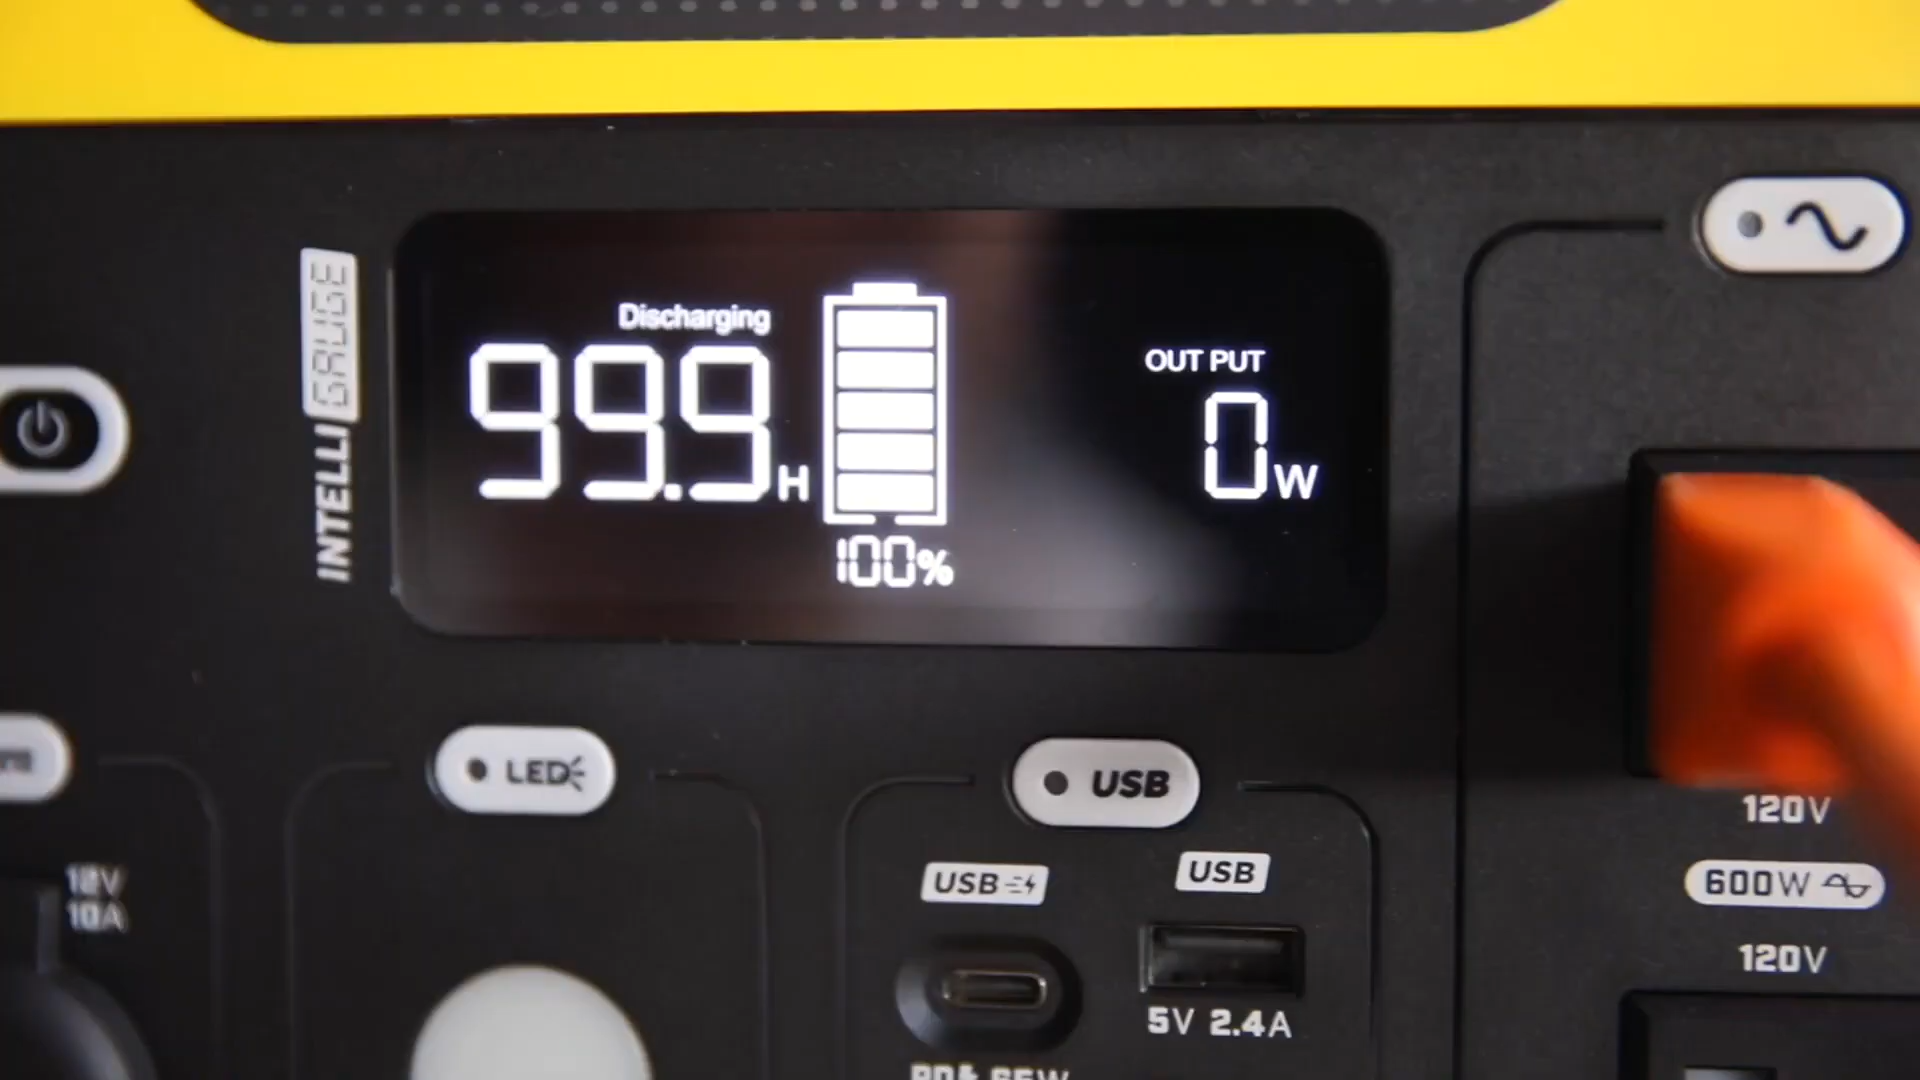 INTELLI GAUGE
Discharging
99.9H
100%
OUT PUT
0W
LED
USB
12V
10A
USB
USB
5V 2.4A
120V
600W
120V